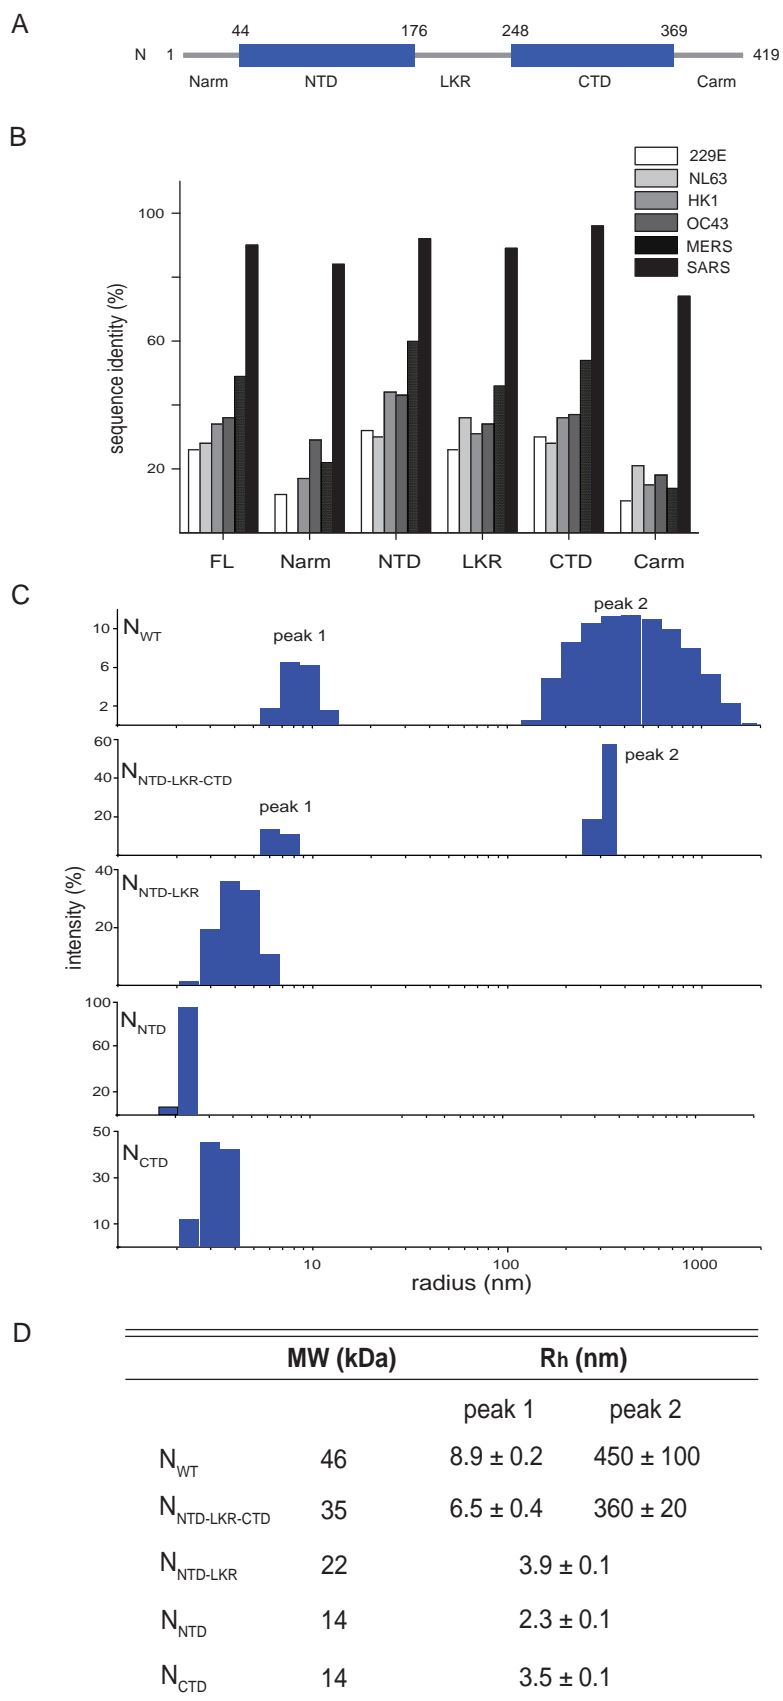 A
44 176 248 369
N 1 419
Narm NTD LKR CTD Carm
B
229E
NL63
HK1
OC43
MERS
SARS
100
60
20
sequence identity (%)
FL Narm NTD LKR CTD Carm
C
N_WT
peak 1
peak 2
10
6
2
N_NTD-LKR-CTD
peak 1
peak 2
60
40
20
N_NTD-LKR
40
20
intensity (%)
N_NTD
100
60
20
N_CTD
50
30
10
10 100 1000
radius (nm)
D
MW (kDa) Rh (nm)
peak 1 peak 2
N_WT 46 8.9 ± 0.2 450 ± 100
N_NTD-LKR-CTD 35 6.5 ± 0.4 360 ± 20
N_NTD-LKR 22 3.9 ± 0.1
N_NTD 14 2.3 ± 0.1
N_CTD 14 3.5 ± 0.1